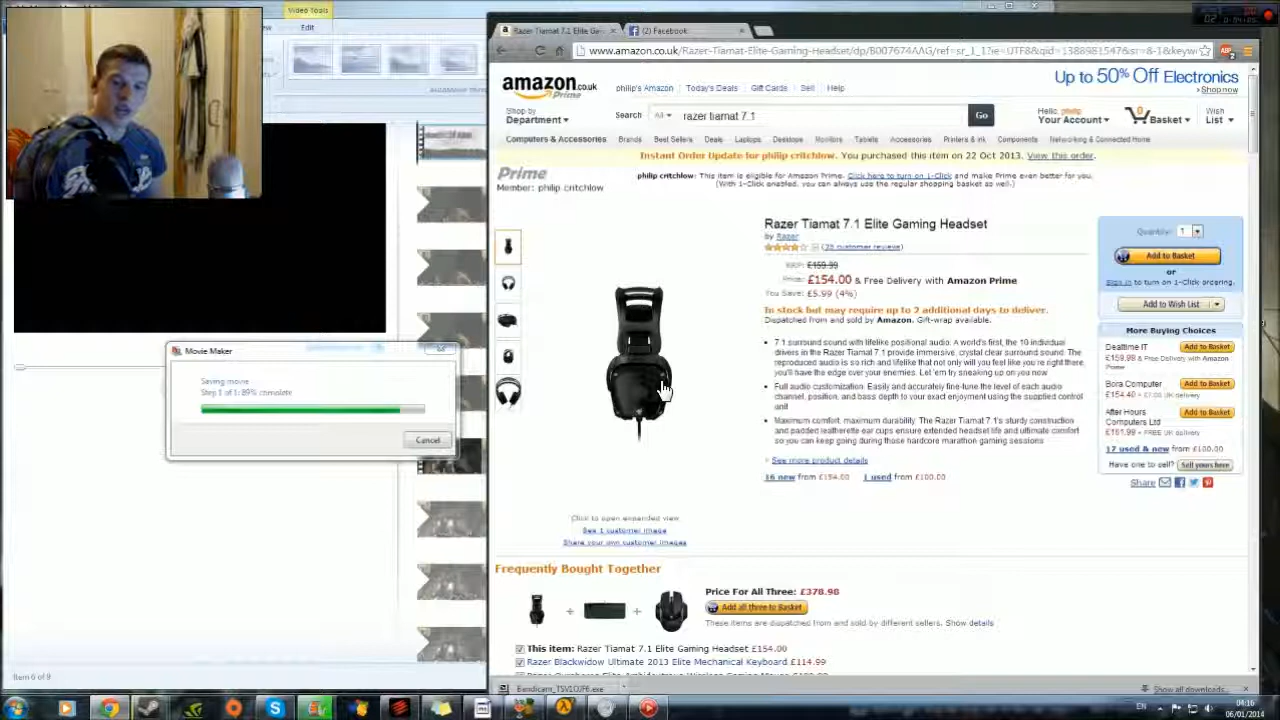 Video Tools
Edit
Razer Tiamat 7.1 Elite Ga
(2) Facebook
www.amazon.co.uk/Razer-Tiamat-Elite-Gaming-Headset/dp/B007674AAG/ref=sr_1_1?ie=UTF8&qid=1388981547&sr=8-1&keyw
amazon.co.uk
Prime
philip's Amazon
Today's Deals
Gift Cards
Sell
Help
Up to 50% Off Electronics
Shop now
Shop by
Department
Search
All
razer tiamat 7.1
Go
Hello, philip
Your Account
0
Basket
Wish
List
Computers & Accessories
Brands
Best Sellers
Deals
Laptops
Desktops
Monitors
Tablets
Accessories
Printers & Ink
Components
Networking & Connected Home
Instant Order Update for philip critchlow. You purchased this item on 22 Oct 2013. View this order.
Prime
Member: philip critchlow
philip critchlow: This item is eligible for Amazon Prime. Click here to turn on 1-Click and make Prime even better for you.
(With 1-Click enabled, you can always use the regular shopping basket as well.)
Razer Tiamat 7.1 Elite Gaming Headset
by Razer
customer reviews)
RRP: £159.99
Price: £154.00 & Free Delivery with Amazon Prime
You Save: £5.99 (4%)
In stock but may require up to 2 additional days to deliver.
Dispatched from and sold by Amazon. Gift-wrap available.
7.1 surround sound with lifelike positional audio: A world's first, the 10 individual
drivers in the Razer Tiamat 7.1 provide immersive, crystal clear surround sound. The
reproduced audio is so rich and lifelike that not only will you feel like you're right there,
you'll have the edge over your enemies. Let 'em try sneaking up on you now
Full audio customization: Easily and accurately fine-tune the level of each audio
channel, position, and bass depth to your exact enjoyment using the supplied control
unit
Maximum comfort, maximum durability: The Razer Tiamat 7.1's sturdy construction
and padded leatherette ear cups ensure extended headset life and ultimate comfort
so you can keep going during those hardcore marathon gaming sessions
See more product details
16 new from £154.00
1 used from £100.00
Quantity: 1
Add to Basket
or
Sign in to turn on 1-Click ordering.
Add to Wish List
More Buying Choices
Dealtime IT
Add to Basket
£159.98 & Free Delivery with Amazon
Prime
Bora Computer
Add to Basket
£154.40
UK delivery
After Hours
Computers Ltd
Add to Basket
£161.99 + FREE UK delivery
17 used & new from £100.00
Have one to sell? Sell yours here
Share
Click to open expanded view
See 1 customer image
Share your own customer images
Movie Maker
Saving movie
Step 1 of 1: 89% complete
Cancel
Frequently Bought Together
Price For All Three: £378.98
Add all three to Basket
These items are dispatched from and sold by different sellers. Show details
This item: Razer Tiamat 7.1 Elite Gaming Headset £154.00
Razer Blackwidow Ultimate 2013 Elite Mechanical Keyboard £114.99
Item 6 of 9
Show all downloads...
EN
04:16
06/01/2014